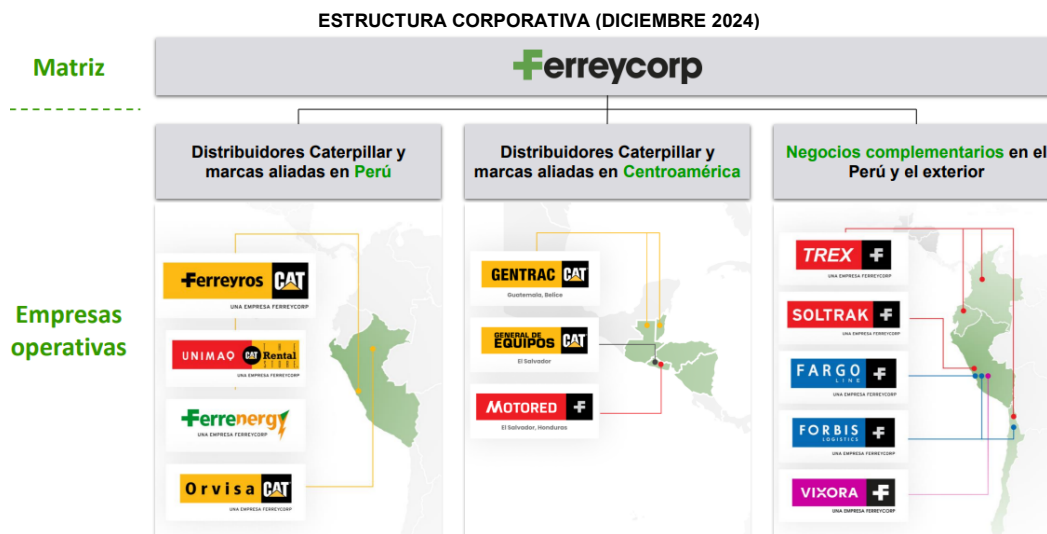 ESTRUCTURA CORPORATIVA (DICIEMBRE 2024)
Matriz
Ferreycorp
Distribuidores Caterpillar y
marcas aliadas en Perú
Distribuidores Caterpillar y
marcas aliadas en Centroamérica
Negocios complementarios en el
Perú y el exterior
Empresas
operativas
Ferreyros CAT
UNA EMPRESA FERREYCORP
UNIMAQ CAT Rental
UNA EMPRESA FERREYCORP
Ferrenergy
UNA EMPRESA FERREYCORP
Orvisa CAT
UNA EMPRESA FERREYCORP
GENTRAC CAT
Guatemala, Belice
GENERAL DE
EQUIPOS CAT
El Salvador
MOTORED
El Salvador, Honduras
TREX
UNA EMPRESA FERREYCORP
SOLTRAK
UNA EMPRESA FERREYCORP
FARGO
LINE
UNA EMPRESA FERREYCORP
FORBIS
LOGISTICS
UNA EMPRESA FERREYCORP
VIXORA
UNA EMPRESA FERREYCORP